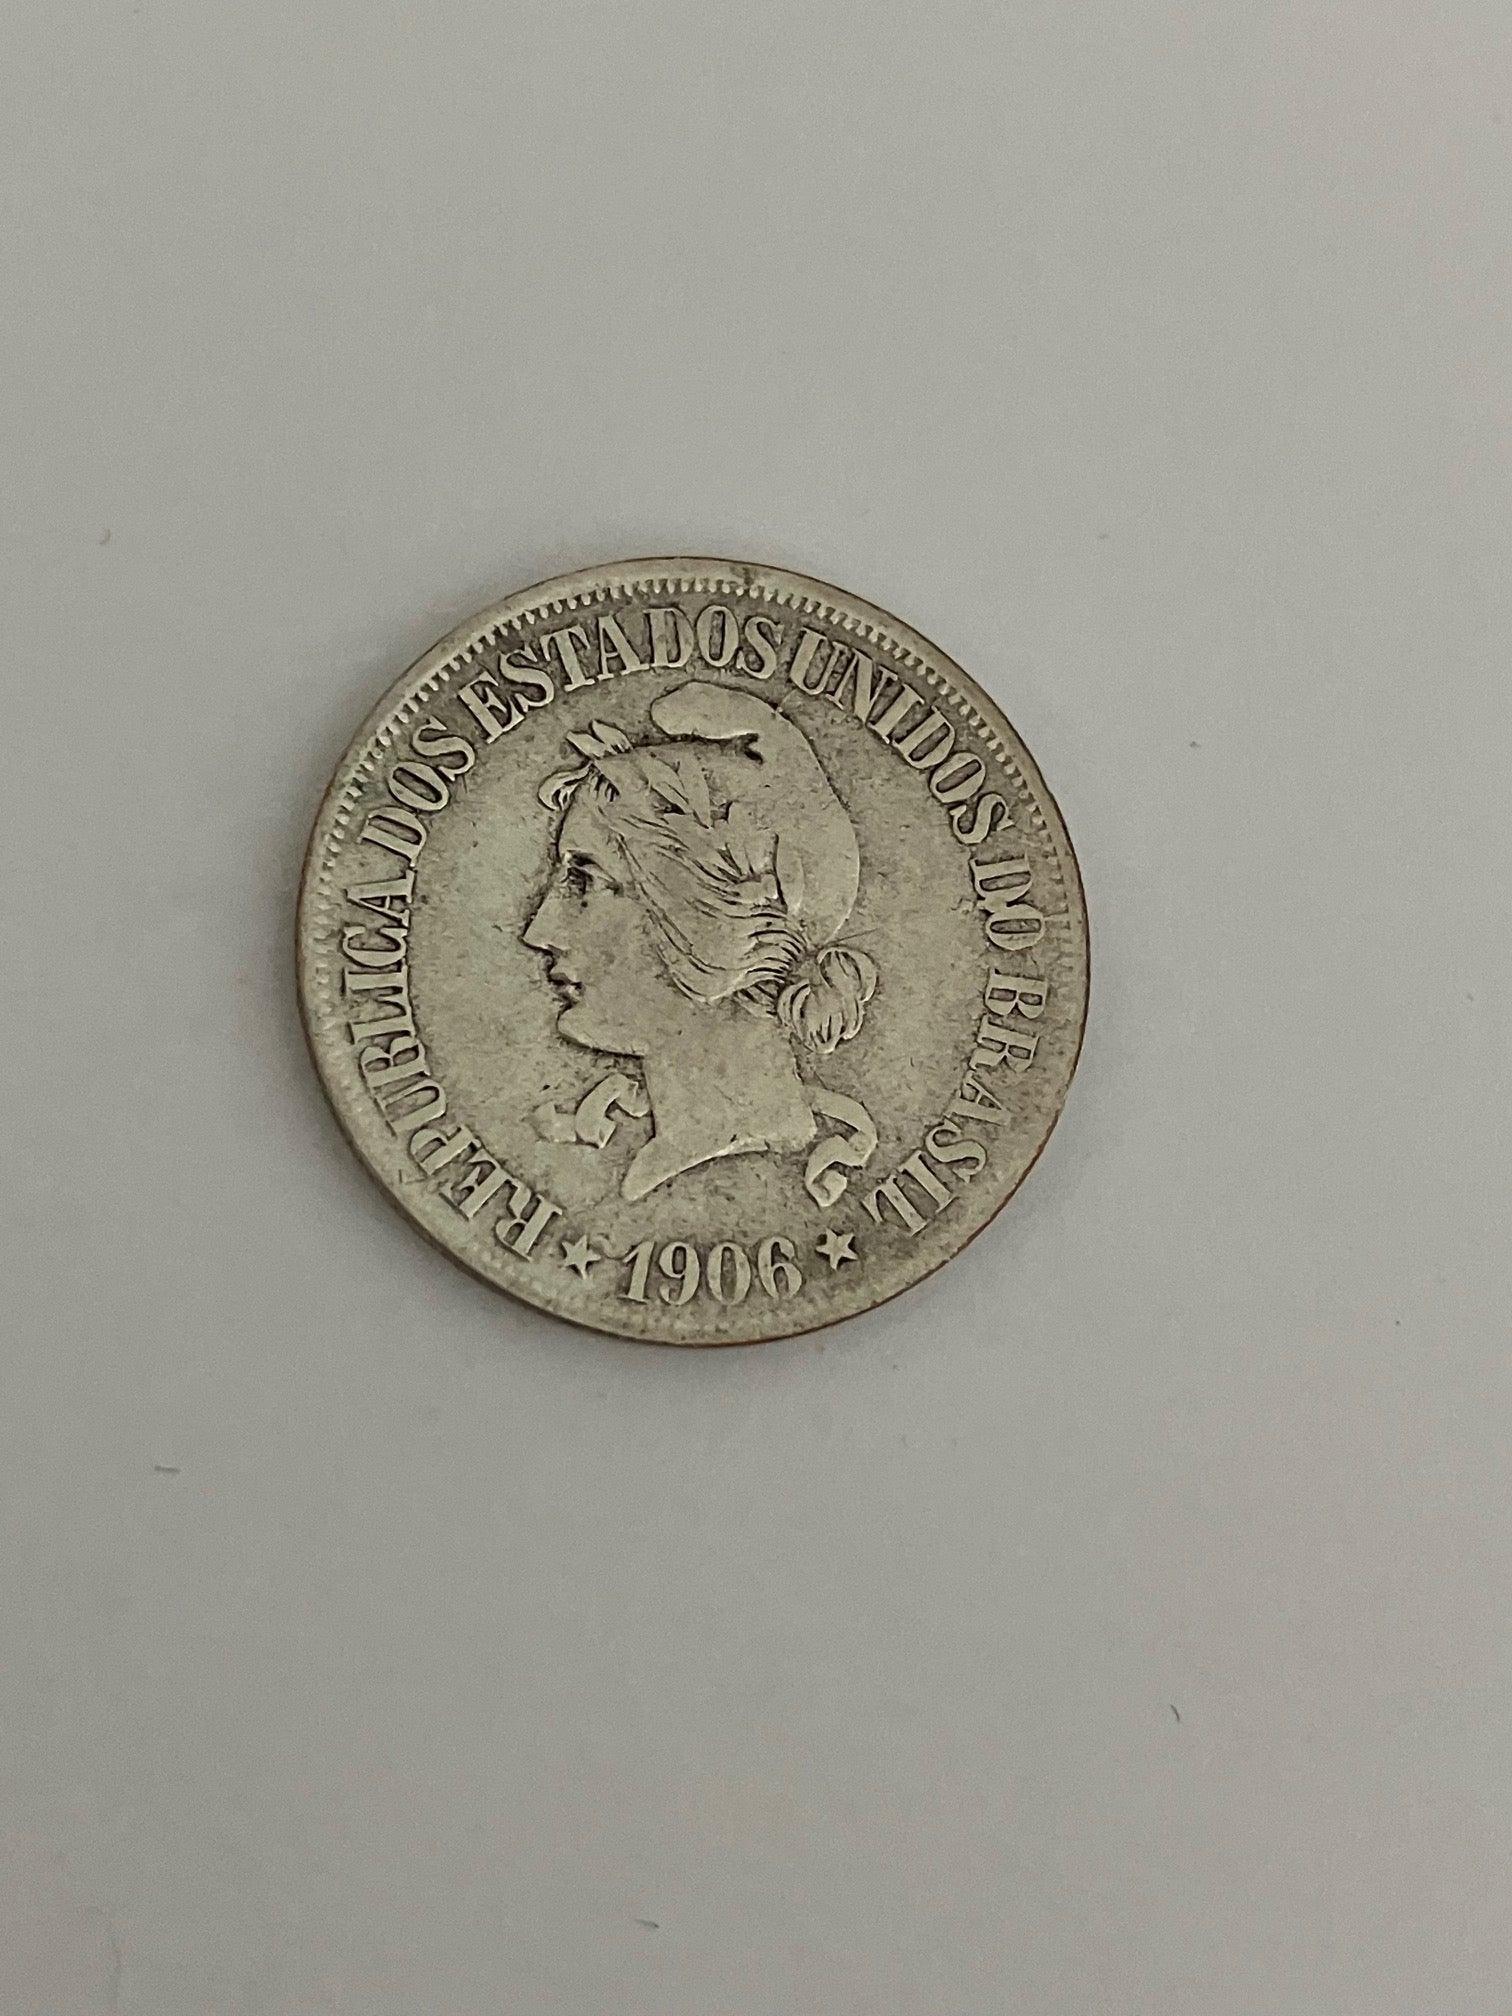 REPUBLICA DOS ESTADOS UNIDOS DO BRASIL
★ 1906 ★